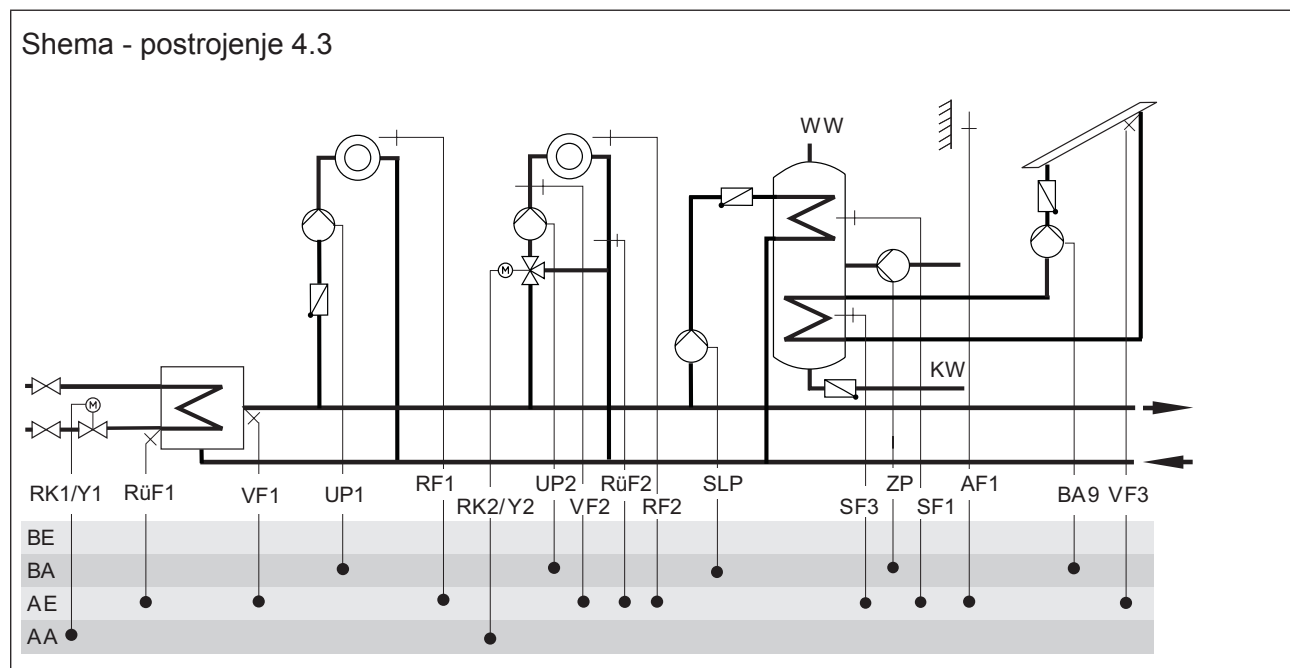 Shema - postrojenje 4.3
WW
M
KW
M
RK1/Y1 RüF1 VF1 UP1 RF1 RK2/Y2 UP2 VF2 RüF2 RF2 SLP SF3 ZP SF1 AF1 BA9 VF3
BE
BA
AE
AA